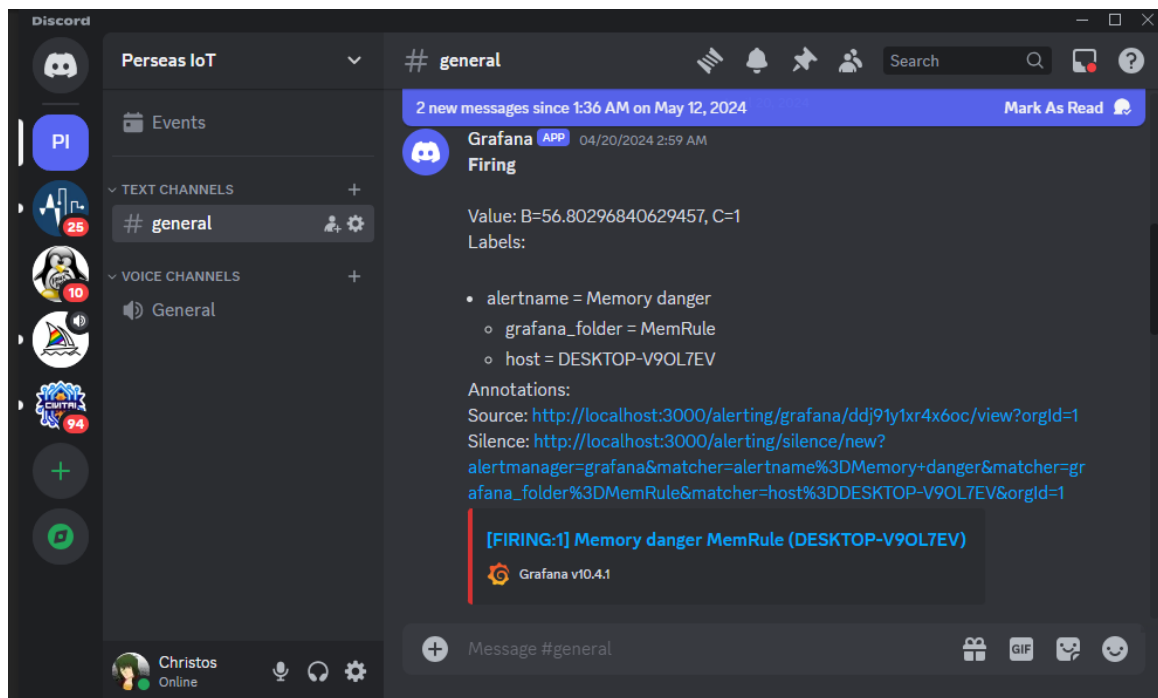 Discord
Perseas IoT
# general
Search
Events
2 new messages since 1:36 AM on May 12, 2024
Mark As Read
PI
Grafana APP 04/20/2024 2:59 AM
Firing
TEXT CHANNELS
# general
25
Value: B=56.80296840629457, C=1
Labels:
VOICE CHANNELS
General
10
• alertname = Memory danger
◦ grafana_folder = MemRule
◦ host = DESKTOP-V9OL7EV
Annotations:
Source: http://localhost:3000/alerting/grafana/ddj91y1xr4x6oc/view?orgId=1
Silence: http://localhost:3000/alerting/silence/new?
alertmanager=grafana&matcher=alertname%3DMemory+danger&matcher=gr
afana_folder%3DMemRule&matcher=host%3DDESKTOP-V9OL7EV&orgId=1
CIVITAI
94
[FIRING:1] Memory danger MemRule (DESKTOP-V9OL7EV)
Grafana v10.4.1
Message #general
GIF
Christos
Online